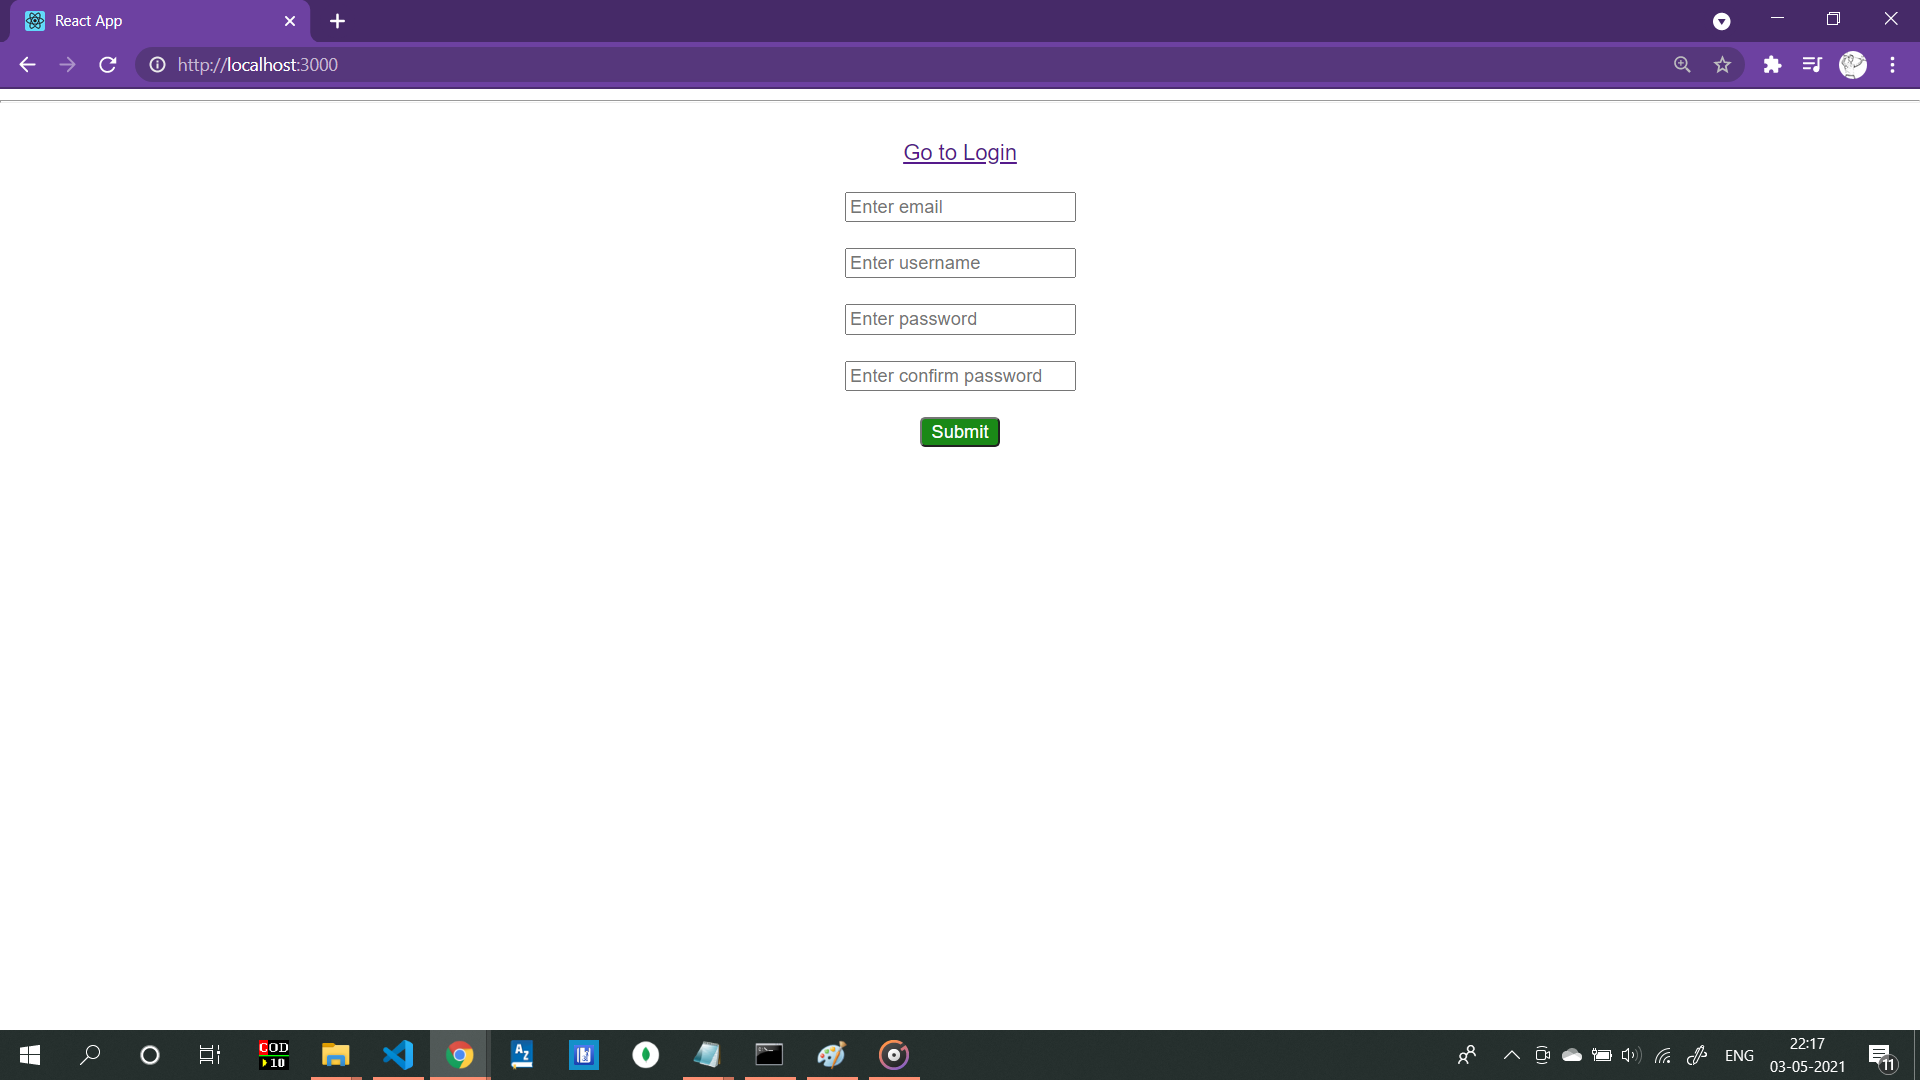 React App
http://localhost:3000
Go to Login
Enter email
Enter username
Enter password
Enter confirm password
Submit
COD
10
AZ
ENG
22:17
03-05-2021
11